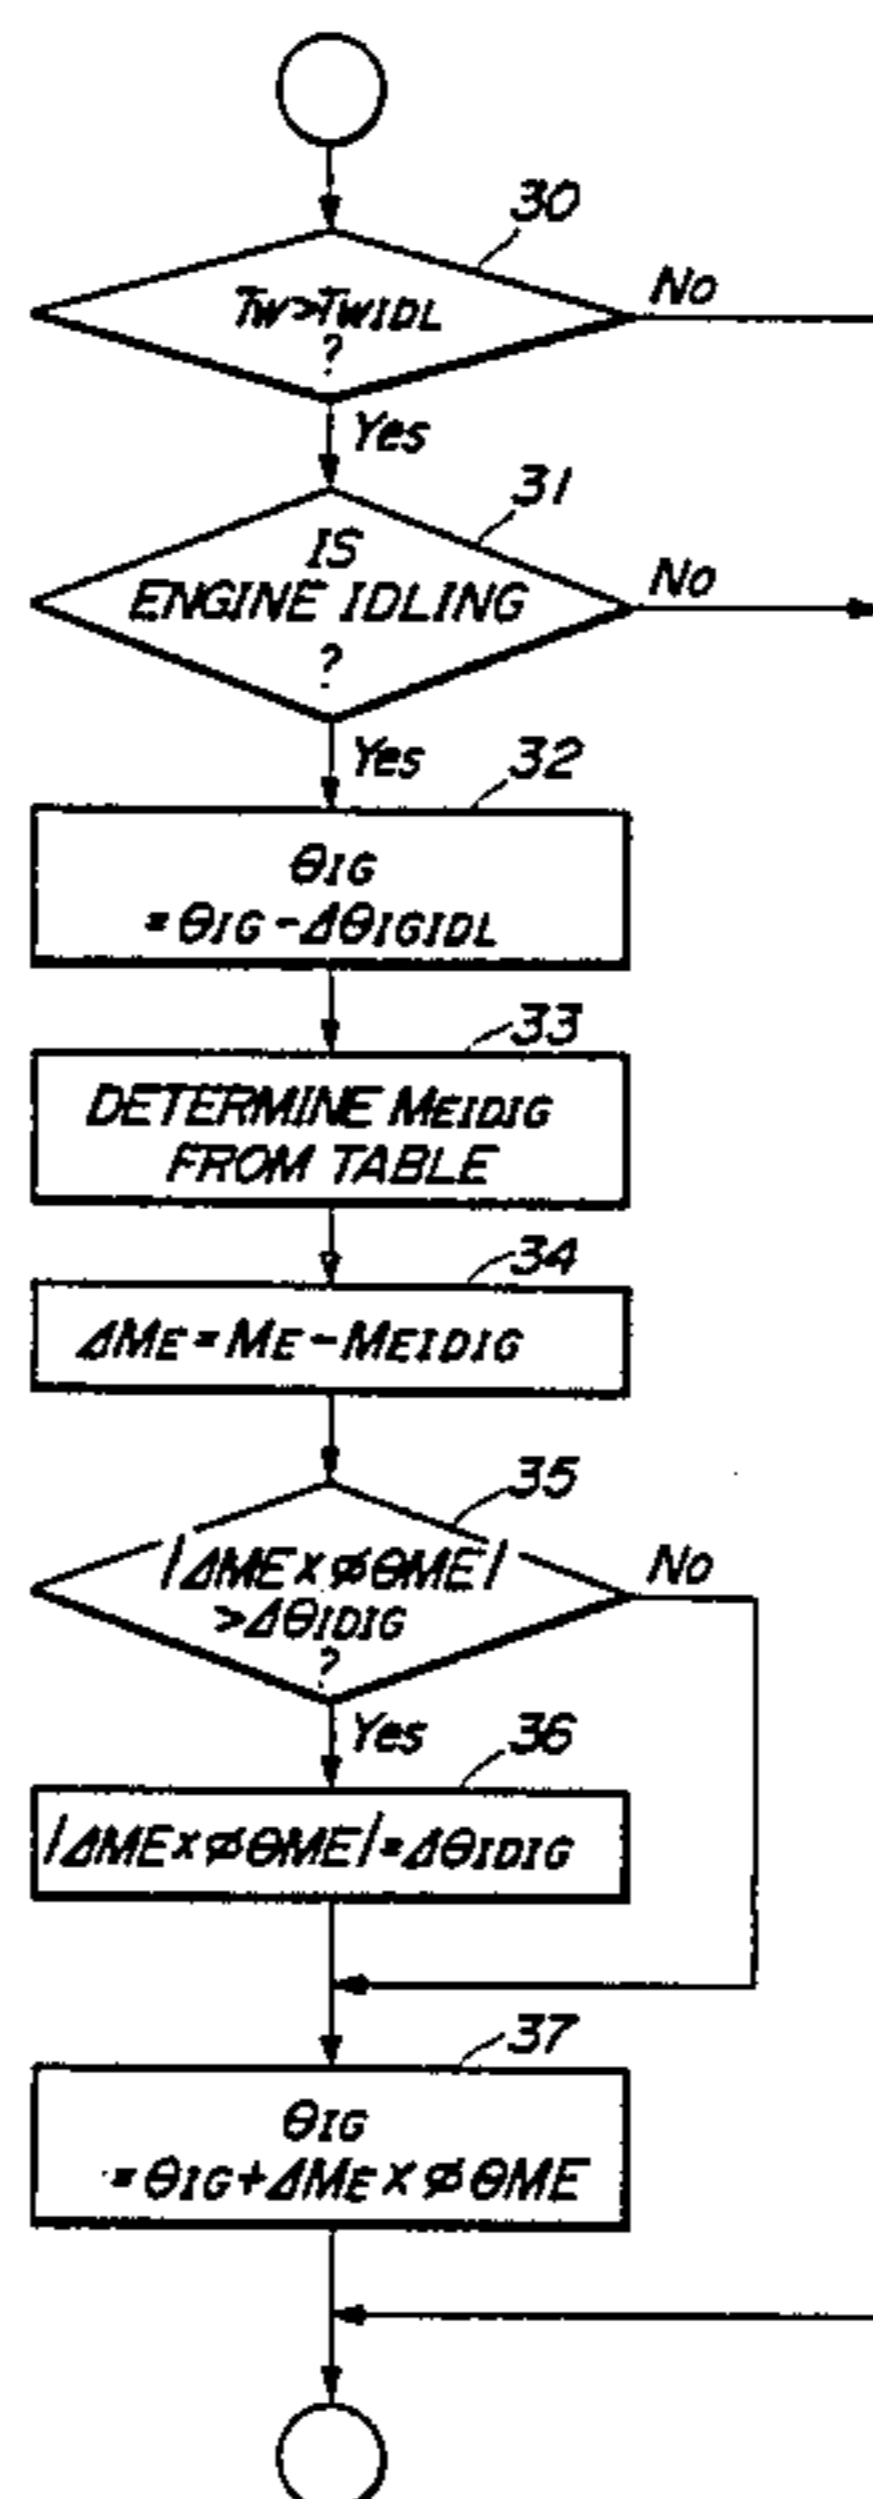 30
TW>TWIDL
?
No
Yes
31
IS
ENGINE IDLING
?
No
Yes
32
θIG
=θIG-ΔθIGIDL
33
DETERMINE MEIDIG
FROM TABLE
34
ΔME=ME-MEIDIG
35
|ΔME×φθME|
>ΔθIDIG
?
No
Yes
36
|ΔME×φθME|=ΔθIDIG
37
θIG
=θIG+ΔME×φθME